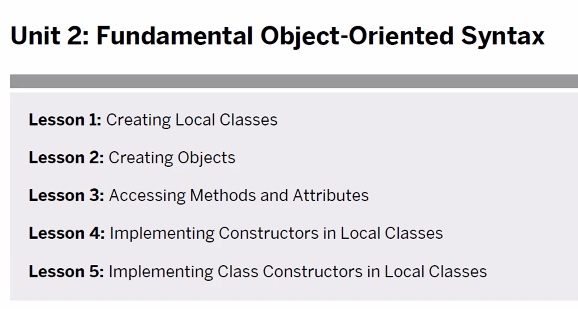 Unit 2: Fundamental Object-Oriented Syntax
Lesson 1: Creating Local Classes
Lesson 2: Creating Objects
Lesson 3: Accessing Methods and Attributes
Lesson 4: Implementing Constructors in Local Classes
Lesson 5: Implementing Class Constructors in Local Classes